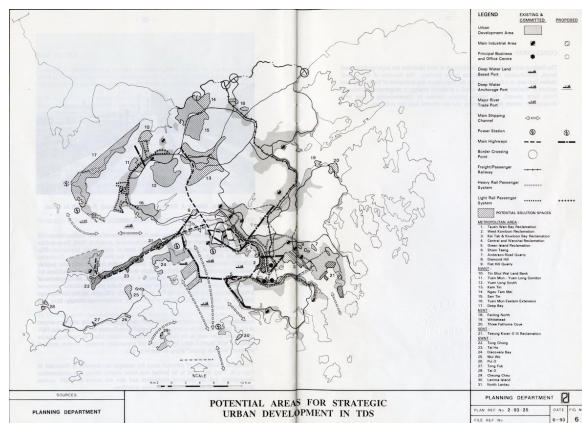 LEGEND
EXISTING & COMMITTED
PROPOSED
Urban
Development Area
Main Industrial Area
Principal Business
and Office Centre
Deep Water Land
Based Port
Deep Water
Anchorage Port
Major River
Trade Port
Main Shipping
Channel
Power Station
Main Highways
Border Crossing
Point
Freight/Passenger
Railway
Heavy Rail Passenger
System
Light Rail Passenger
System
POTENTIAL SOLUTION SPACES
METROPOLITAN AREA
1. Tsuen Wan Bay Reclamation
2. West Kowloon Reclamation
3. Kai Tak & Kowloon Bay Reclamation
4. Central and Wanchai Reclamation
5. Green Island Reclamation
6. Sham Tseng
7. Anderson Road Quarry
8. Diamond Hill
9. Flat Hill Quarry
NWNT
10. Tin Shui Wai Land Bank
11. Tuen Mun - Yuen Long Corridor
12. Yuen Long South
13. Kam Tin
14. Ngau Tam Mei
15. San Tin
16. Tuen Mun Eastern Extension
17. Deep Bay
NENT
18. Fanling North
19. Whitehead
20. Three Fathoms Cove
SENT
21. Tseung Kwan O III Reclamation
SWNT
22. Tung Chung
23. Tai Ho
24. Discovery Bay
25. Mui Wo
26. Pui O
27. Tong Fuk
28. Tai O
29. Cheung Chau
30. Lamma Island
31. North Lantau
SCALE
SOURCES
PLANNING DEPARTMENT
POTENTIAL AREAS FOR STRATEGIC
URBAN DEVELOPMENT IN TDS
PLANNING DEPARTMENT
PLAN REF No. 2-93-25
DATE
FIG N
FILE REF No.
6-93
6